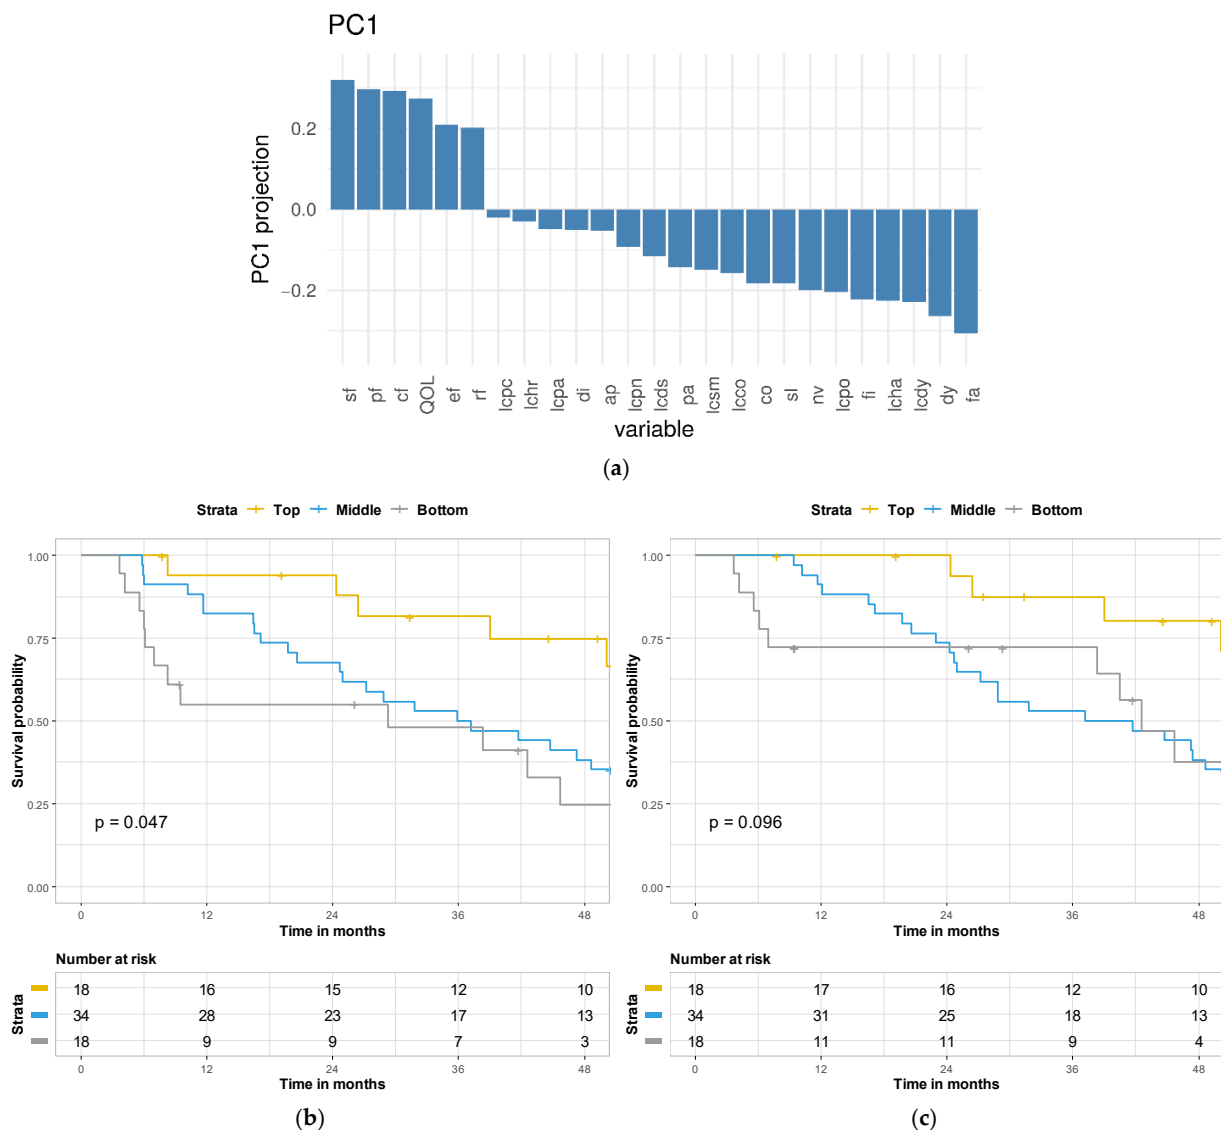 PC1
PC1 projection
0.2
0.0
−0.2
sf pf cf QOL ef rf lcpc lchr lcpa di ap lcpn lcds pa lcsm lcco co sl nv lcpo fi lcha lcdy dy fa
variable
(a)
Strata Top Middle Bottom
Survival probability
1.00
0.75
0.50
0.25
0.00
p = 0.047
0 12 24 36 48
Time in months
Number at risk
Strata
18 16 15 12 10
34 28 23 17 13
18 9 9 7 3
0 12 24 36 48
Time in months
(b)
Strata Top Middle Bottom
Survival probability
1.00
0.75
0.50
0.25
0.00
p = 0.096
0 12 24 36 48
Time in months
Number at risk
Strata
18 17 16 12 10
34 31 25 18 13
18 11 11 9 4
0 12 24 36 48
Time in months
(c)